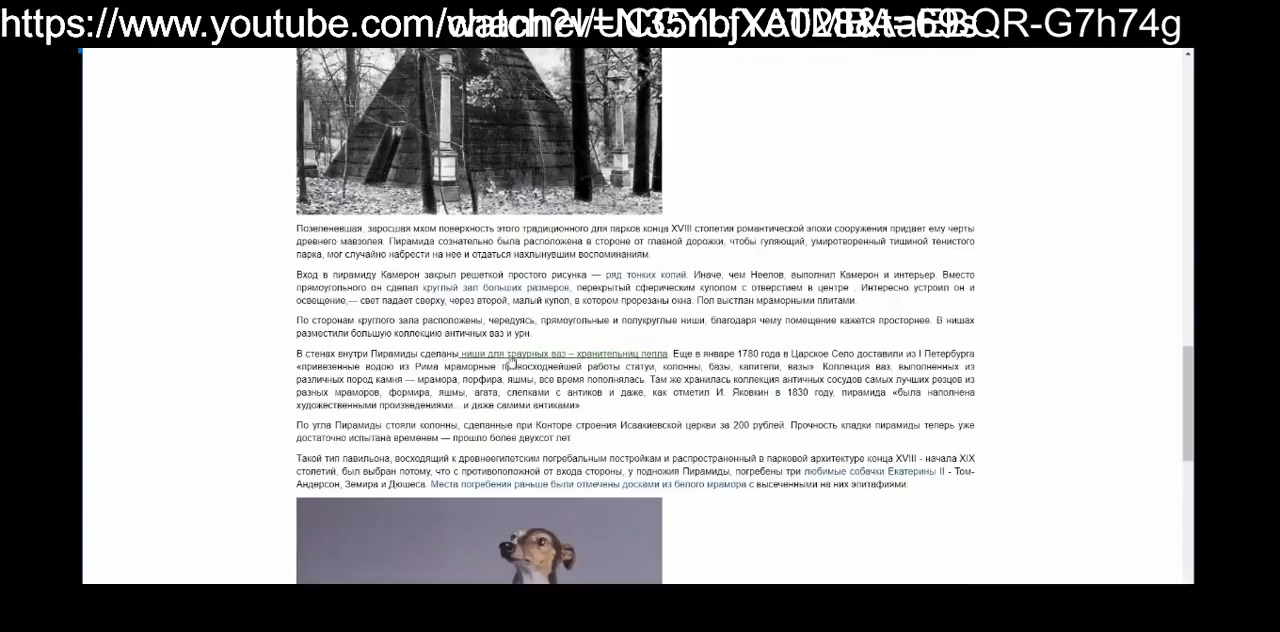 https://www.youtube.com/
Позеленевшая, заросшая мхом поверхность этого традиционного для парков конца XVIII столетия романтической эпохи сооружения придает ему черты
древнего мавзолея. Пирамида сознательно была расположена в стороне от главной дорожки, чтобы гуляющий, умиротворенный тишиной тенистого
парка, мог случайно набрести на нее и отдаться нахлынувшим воспоминаниям.
Вход в пирамиду Камерон закрыл решеткой простого рисунка — ряд тонких копий. Иначе, чем Неелов, выполнил Камерон и интерьер. Вместо
прямоугольного он сделал круглый зал больших размеров, перекрытый сферическим куполом с отверстием в центре . Интересно устроил он и
освещение,— свет падает сверху, через второй, малый купол, в котором прорезаны окна. Пол выстлан мраморными плитами.
По сторонам круглого зала расположены, чередуясь, прямоугольные и полукруглые ниши, благодаря чему помещение кажется просторнее. В нишах
разместили большую коллекцию античных ваз и урн.
В стенах внутри Пирамиды сделаны ниши для траурных ваз – хранительниц пепла. Еще в январе 1780 года в Царское Село доставили из I Петербурга
«привезенные водою из Рима мраморные превосходнейшей работы статуи, колонны, базы, капители, вазы» Коллекция ваз, выполненных из
различных пород камня — мрамора, порфира, яшмы, все время пополнялась. Там же хранилась коллекция античных сосудов самых лучших резцов из
разных мраморов, формира, яшмы, агата, слепками с антиков и даже, как отметил И. Яковкин в 1830 году, пирамида «была наполнена
художественными произведениями... и даже самими антиками»
По угла Пирамиды стояли колонны, сделанные при Конторе строения Исаакиевской церкви за 200 рублей. Прочность кладки пирамиды теперь уже
достаточно испытана временем — прошло более двухсот лет
Такой тип павильона, восходящий к древнеегипетским погребальным постройкам и распространенный в парковой архитектуре конца XVIII - начала XIX
столетий, был выбран потому, что с противоположной от входа стороны, у подножия Пирамиды, погребены три любимые собачки Екатерины II - Том-
Андерсон, Земира и Дюшеса. Места погребения раньше были отмечены досками из белого мрамора с высеченными на них эпитафиями.